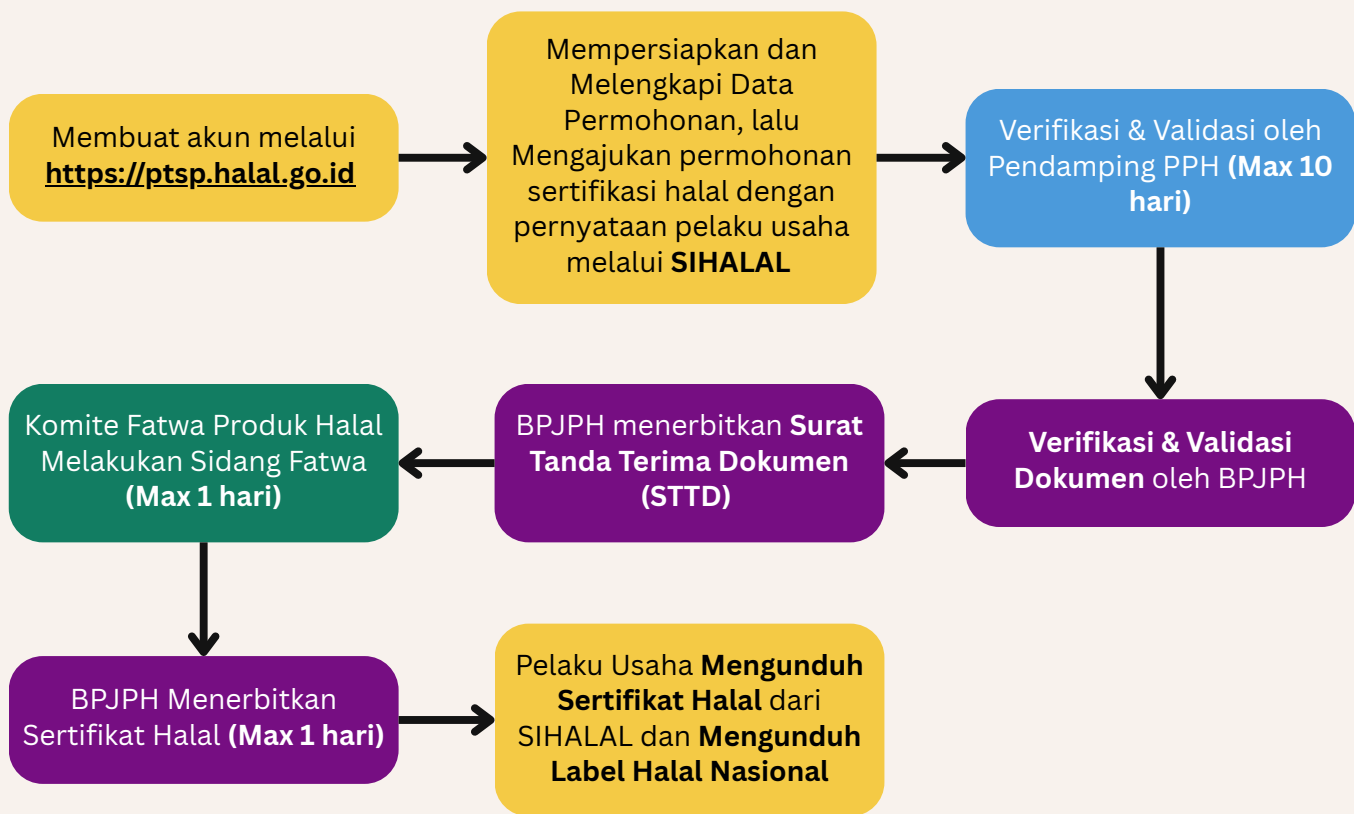 Membuat akun melalui
https://ptsp.halal.go.id
Mempersiapkan dan
Melengkapi Data
Permohonan, lalu
Mengajukan permohonan
sertifikasi halal dengan
pernyataan pelaku usaha
melalui SIHALAL
Verifikasi & Validasi oleh
Pendamping PPH (Max 10
hari)
Verifikasi & Validasi
Dokumen oleh BPJPH
BPJPH menerbitkan Surat
Tanda Terima Dokumen
(STTD)
Komite Fatwa Produk Halal
Melakukan Sidang Fatwa
(Max 1 hari)
BPJPH Menerbitkan
Sertifikat Halal (Max 1 hari)
Pelaku Usaha Mengunduh
Sertifikat Halal dari
SIHALAL dan Mengunduh
Label Halal Nasional